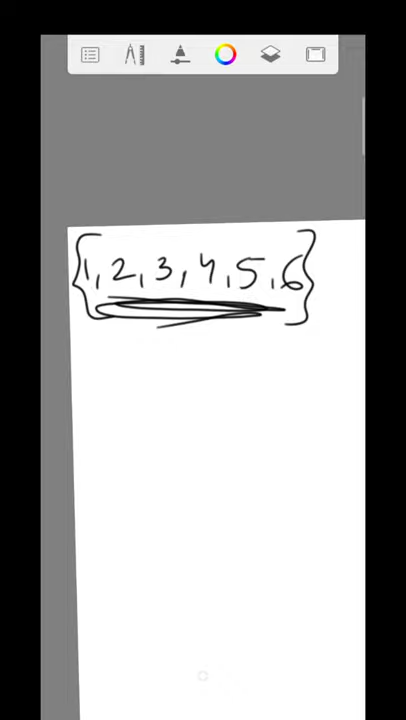 {1, 2, 3, 4, 5, 6}